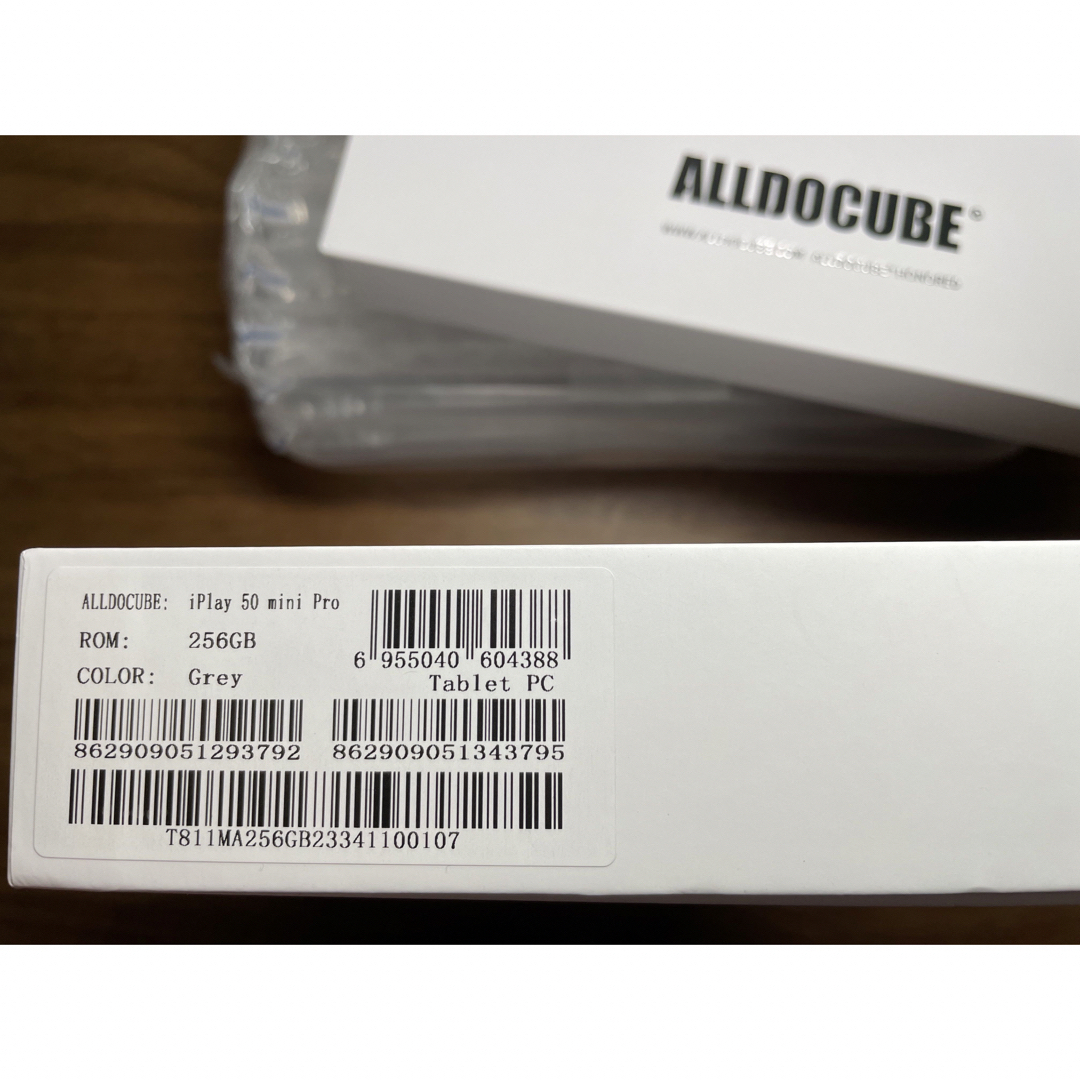 ALLDOCUBE
ALLDOCUBE: iPlay 50 mini Pro
ROM: 256GB
COLOR: Grey
6 955040 604388
Tablet PC
862909051293792 862909051343795
T811MA256GB23341100107